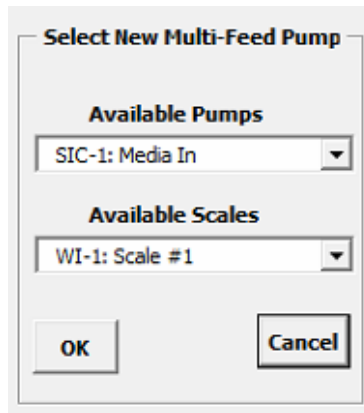 Select New Multi-Feed Pump
Available Pumps
SIC-1: Media In
Available Scales
WI-1: Scale #1
OK
Cancel